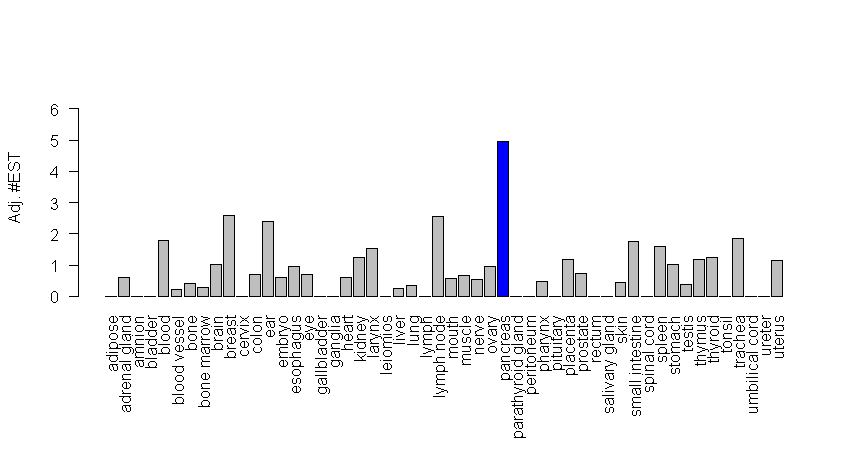 Adj. #EST
6
5
4
3
2
1
0
adipose
adrenal gland
amnion
bladder
blood
blood vessel
bone
bone marrow
brain
breast
cervix
colon
ear
embryo
esophagus
eye
gallbladder
ganglia
heart
kidney
larynx
leiomios
liver
lung
lymph
lymph node
mouth
muscle
nerve
ovary
pancreas
parathyroid gland
peritoneum
pharynx
pituitary
placenta
prostate
rectum
salivary gland
skin
small intestine
spinal cord
spleen
stomach
testis
thymus
thyroid
tonsil
trachea
umbilical cord
ureter
uterus